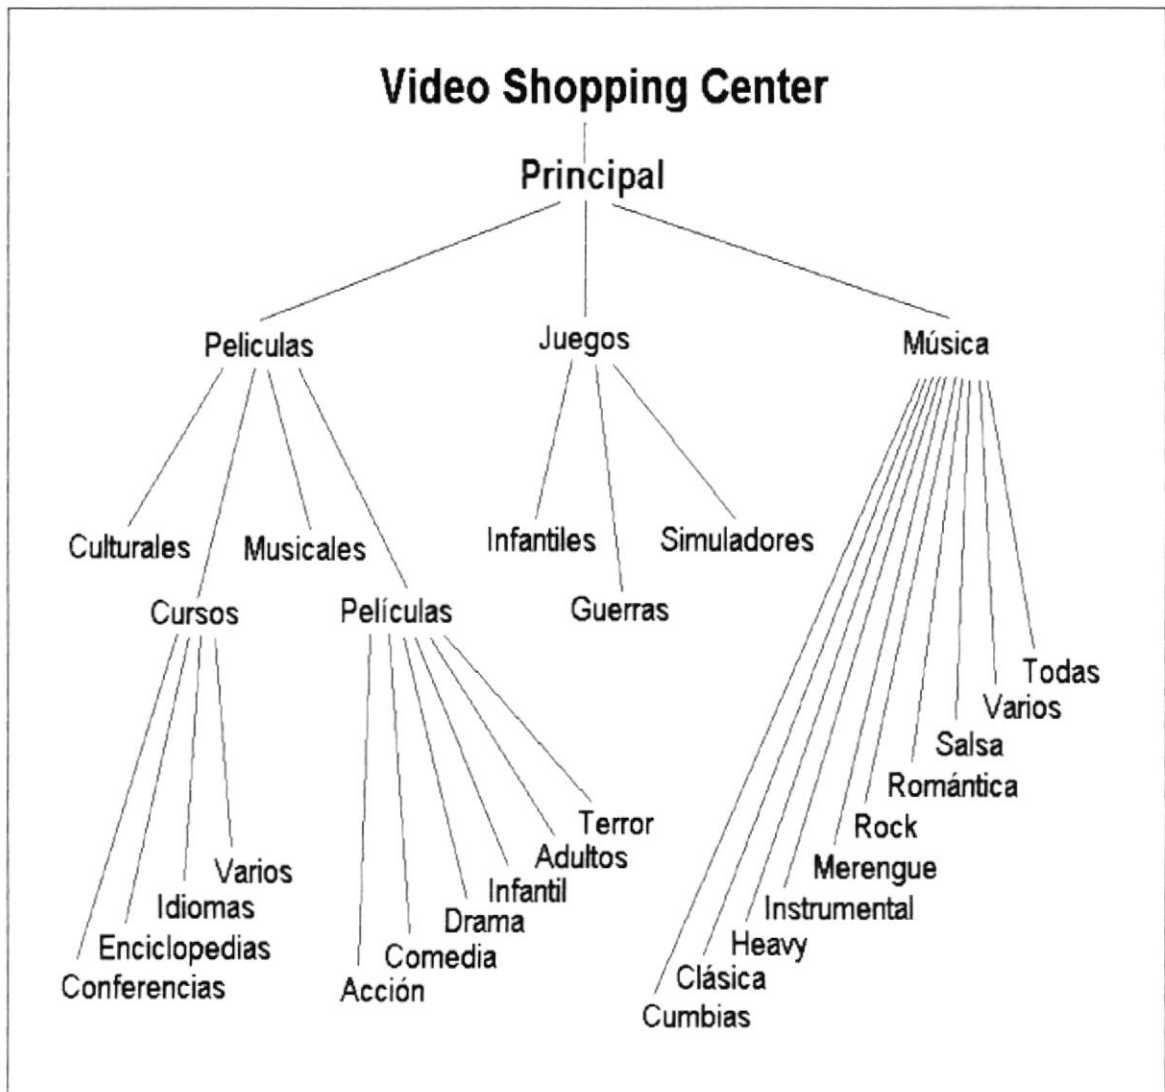 Video Shopping Center
Principal
Peliculas
Juegos
Música
Culturales
Musicales
Infantiles
Simuladores
Cursos
Películas
Guerras
Todas
Varios
Salsa
Romántica
Rock
Merengue
Instrumental
Heavy
Clásica
Cumbias
Terror
Adultos
Infantil
Drama
Comedia
Acción
Varios
Idiomas
Enciclopedias
Conferencias